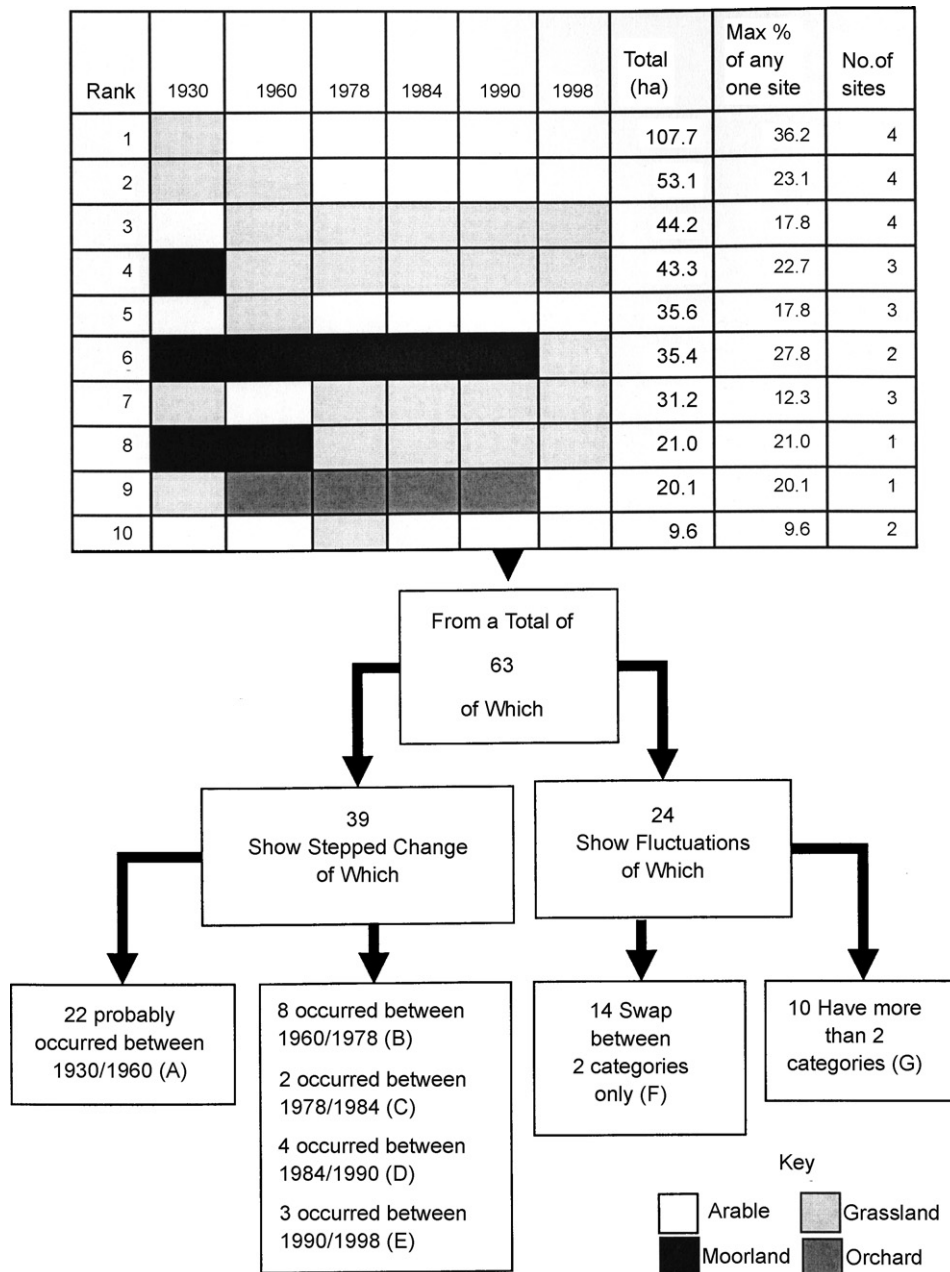 Rank 1930 1960 1978 1984 1990 1998 Total (ha) Max % of any one site No.of sites
1 107.7 36.2 4
2 53.1 23.1 4
3 44.2 17.8 4
4 43.3 22.7 3
5 35.6 17.8 3
6 35.4 27.8 2
7 31.2 12.3 3
8 21.0 21.0 1
9 20.1 20.1 1
10 9.6 9.6 2
From a Total of
63
of Which
39
Show Stepped Change
of Which
24
Show Fluctuations
of Which
22 probably
occurred between
1930/1960 (A)
8 occurred between
1960/1978 (B)
2 occurred between
1978/1984 (C)
4 occurred between
1984/1990 (D)
3 occurred between
1990/1998 (E)
14 Swap
between
2 categories
only (F)
10 Have more
than 2
categories (G)
Key
Arable Grassland
Moorland Orchard